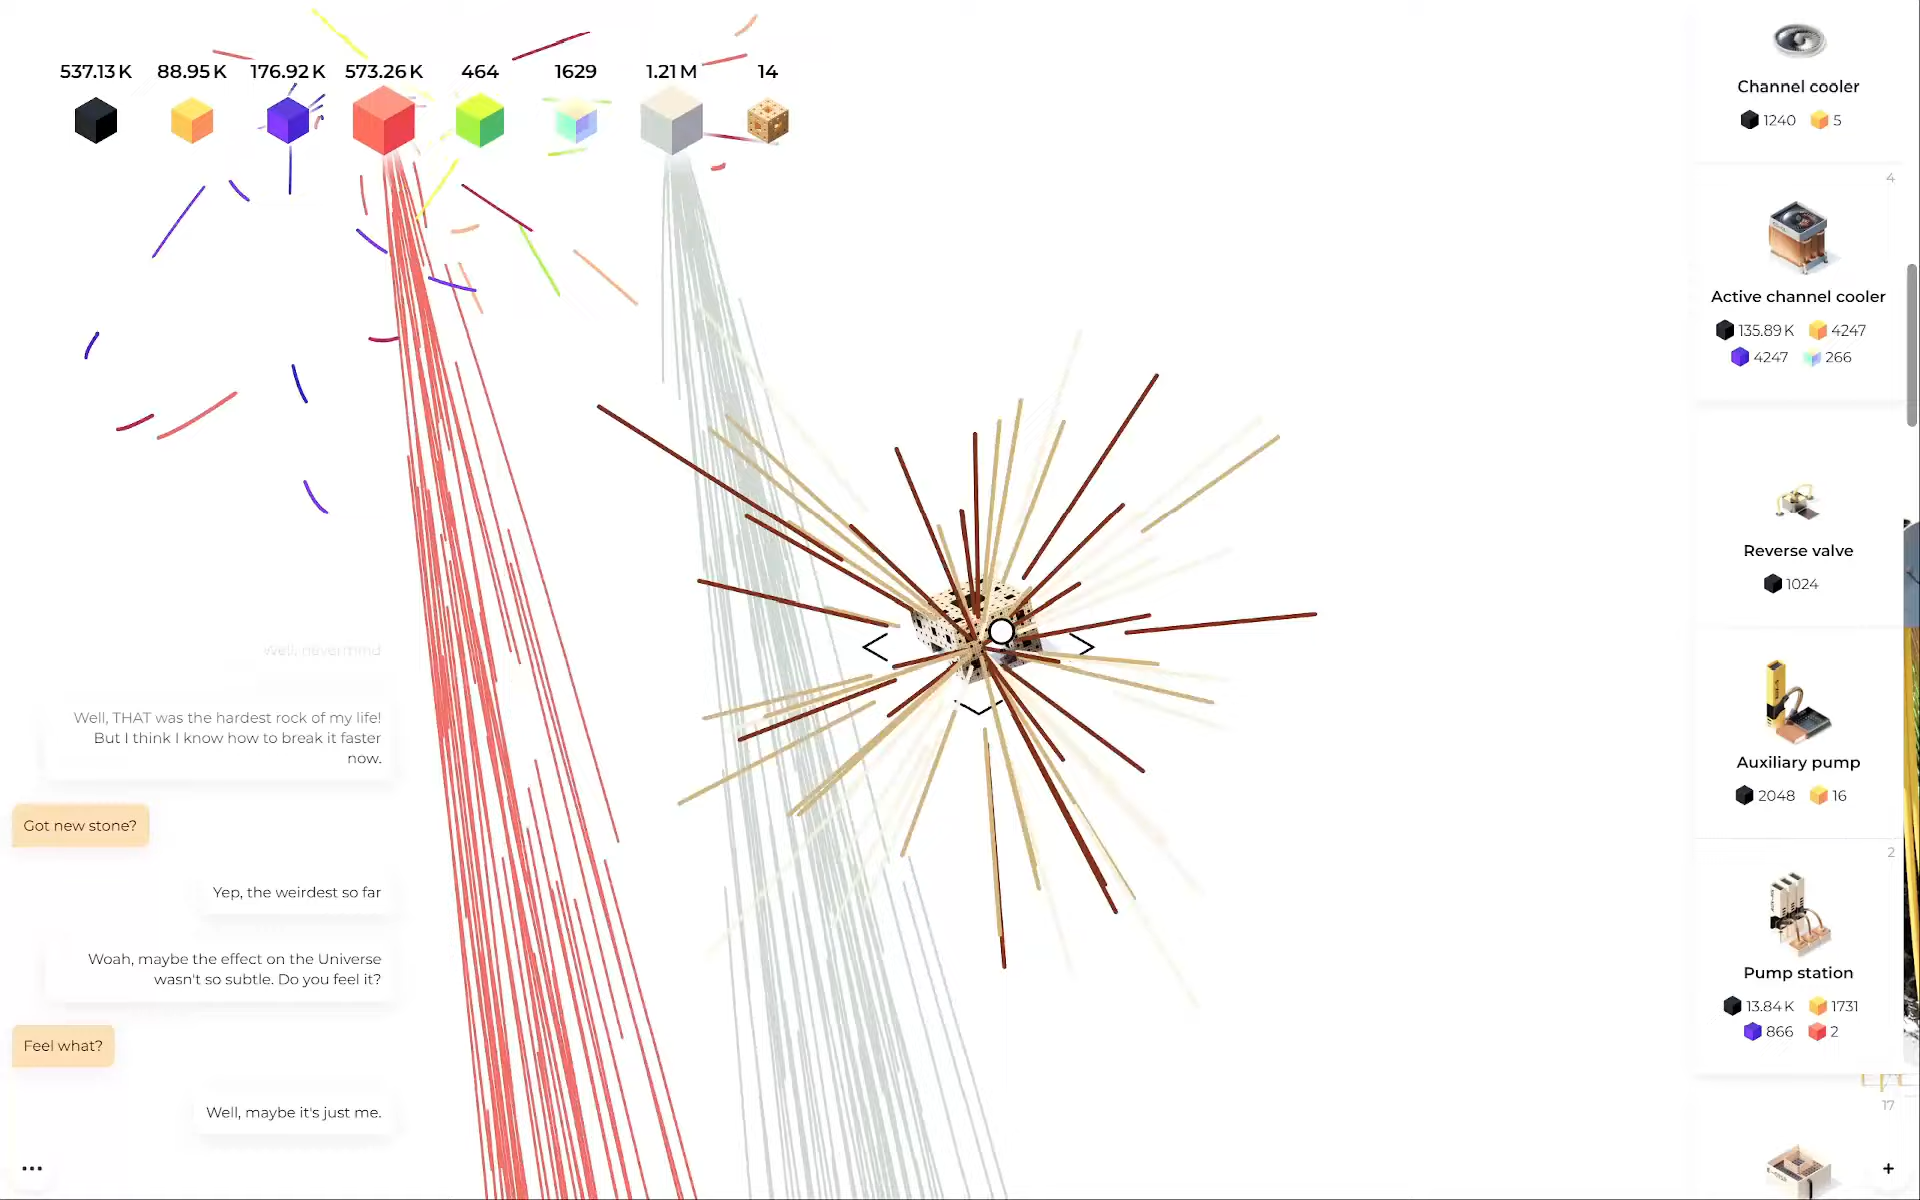 537.13 K 88.95 K 176.92 K 573.26 K 464 1629 1.21 M 14
Well, nevermind
Well, THAT was the hardest rock of my life!
But I think I know how to break it faster
now.
Got new stone?
Yep, the weirdest so far
Woah, maybe the effect on the Universe
wasn't so subtle. Do you feel it?
Feel what?
Well, maybe it's just me.
...
Channel cooler
1240 5
4
Active channel cooler
135.89 K 4247
4247 266
Reverse valve
1024
Auxiliary pump
2048 16
2
Pump station
13.84 K 1731
866 2
17
+